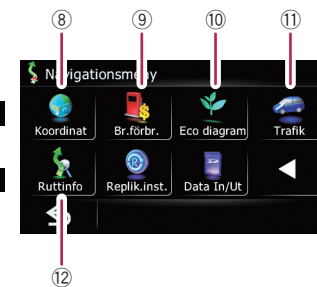 ⑧ ⑨ ⑩ ⑪
Navigationsmeny
Koordinat Br.förbr. Eco diagram Trafik
Ruttinfo Replik.inst. Data In/Ut
⑫